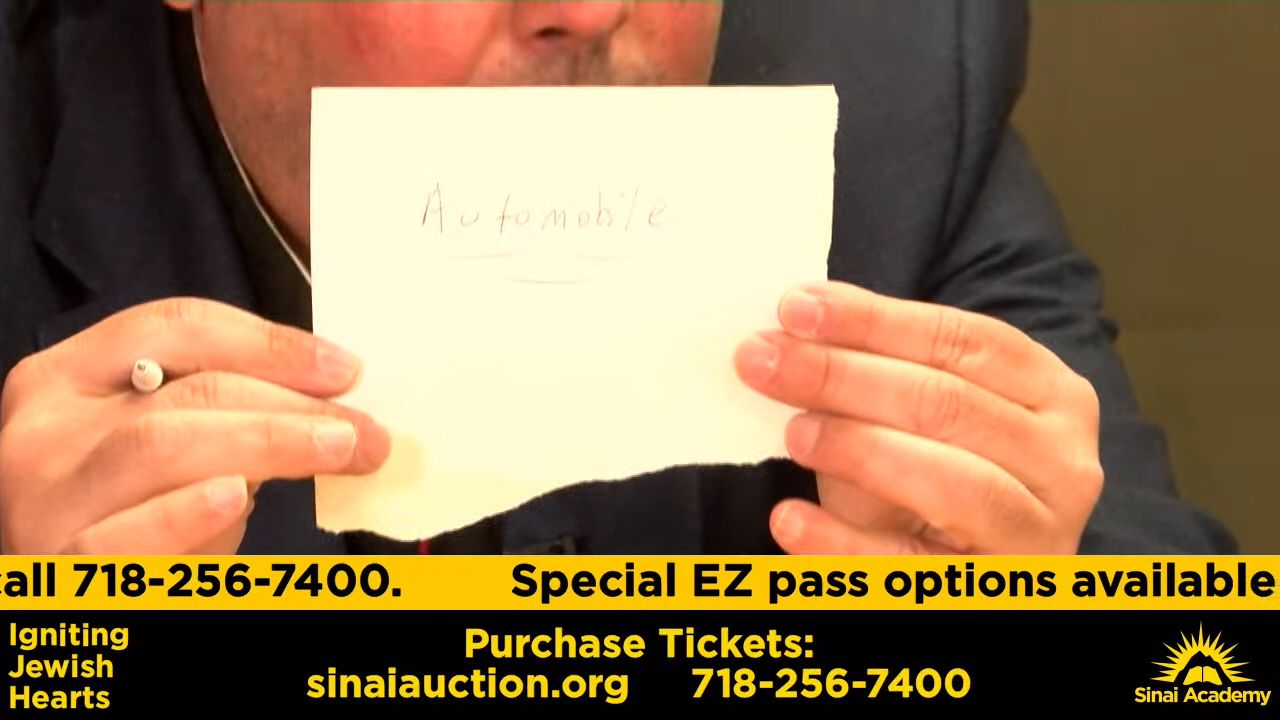 Automobile
call 718-256-7400. Special EZ pass options available
Igniting
Jewish
Hearts
Purchase Tickets:
sinaiauction.org 718-256-7400
Sinai Academy